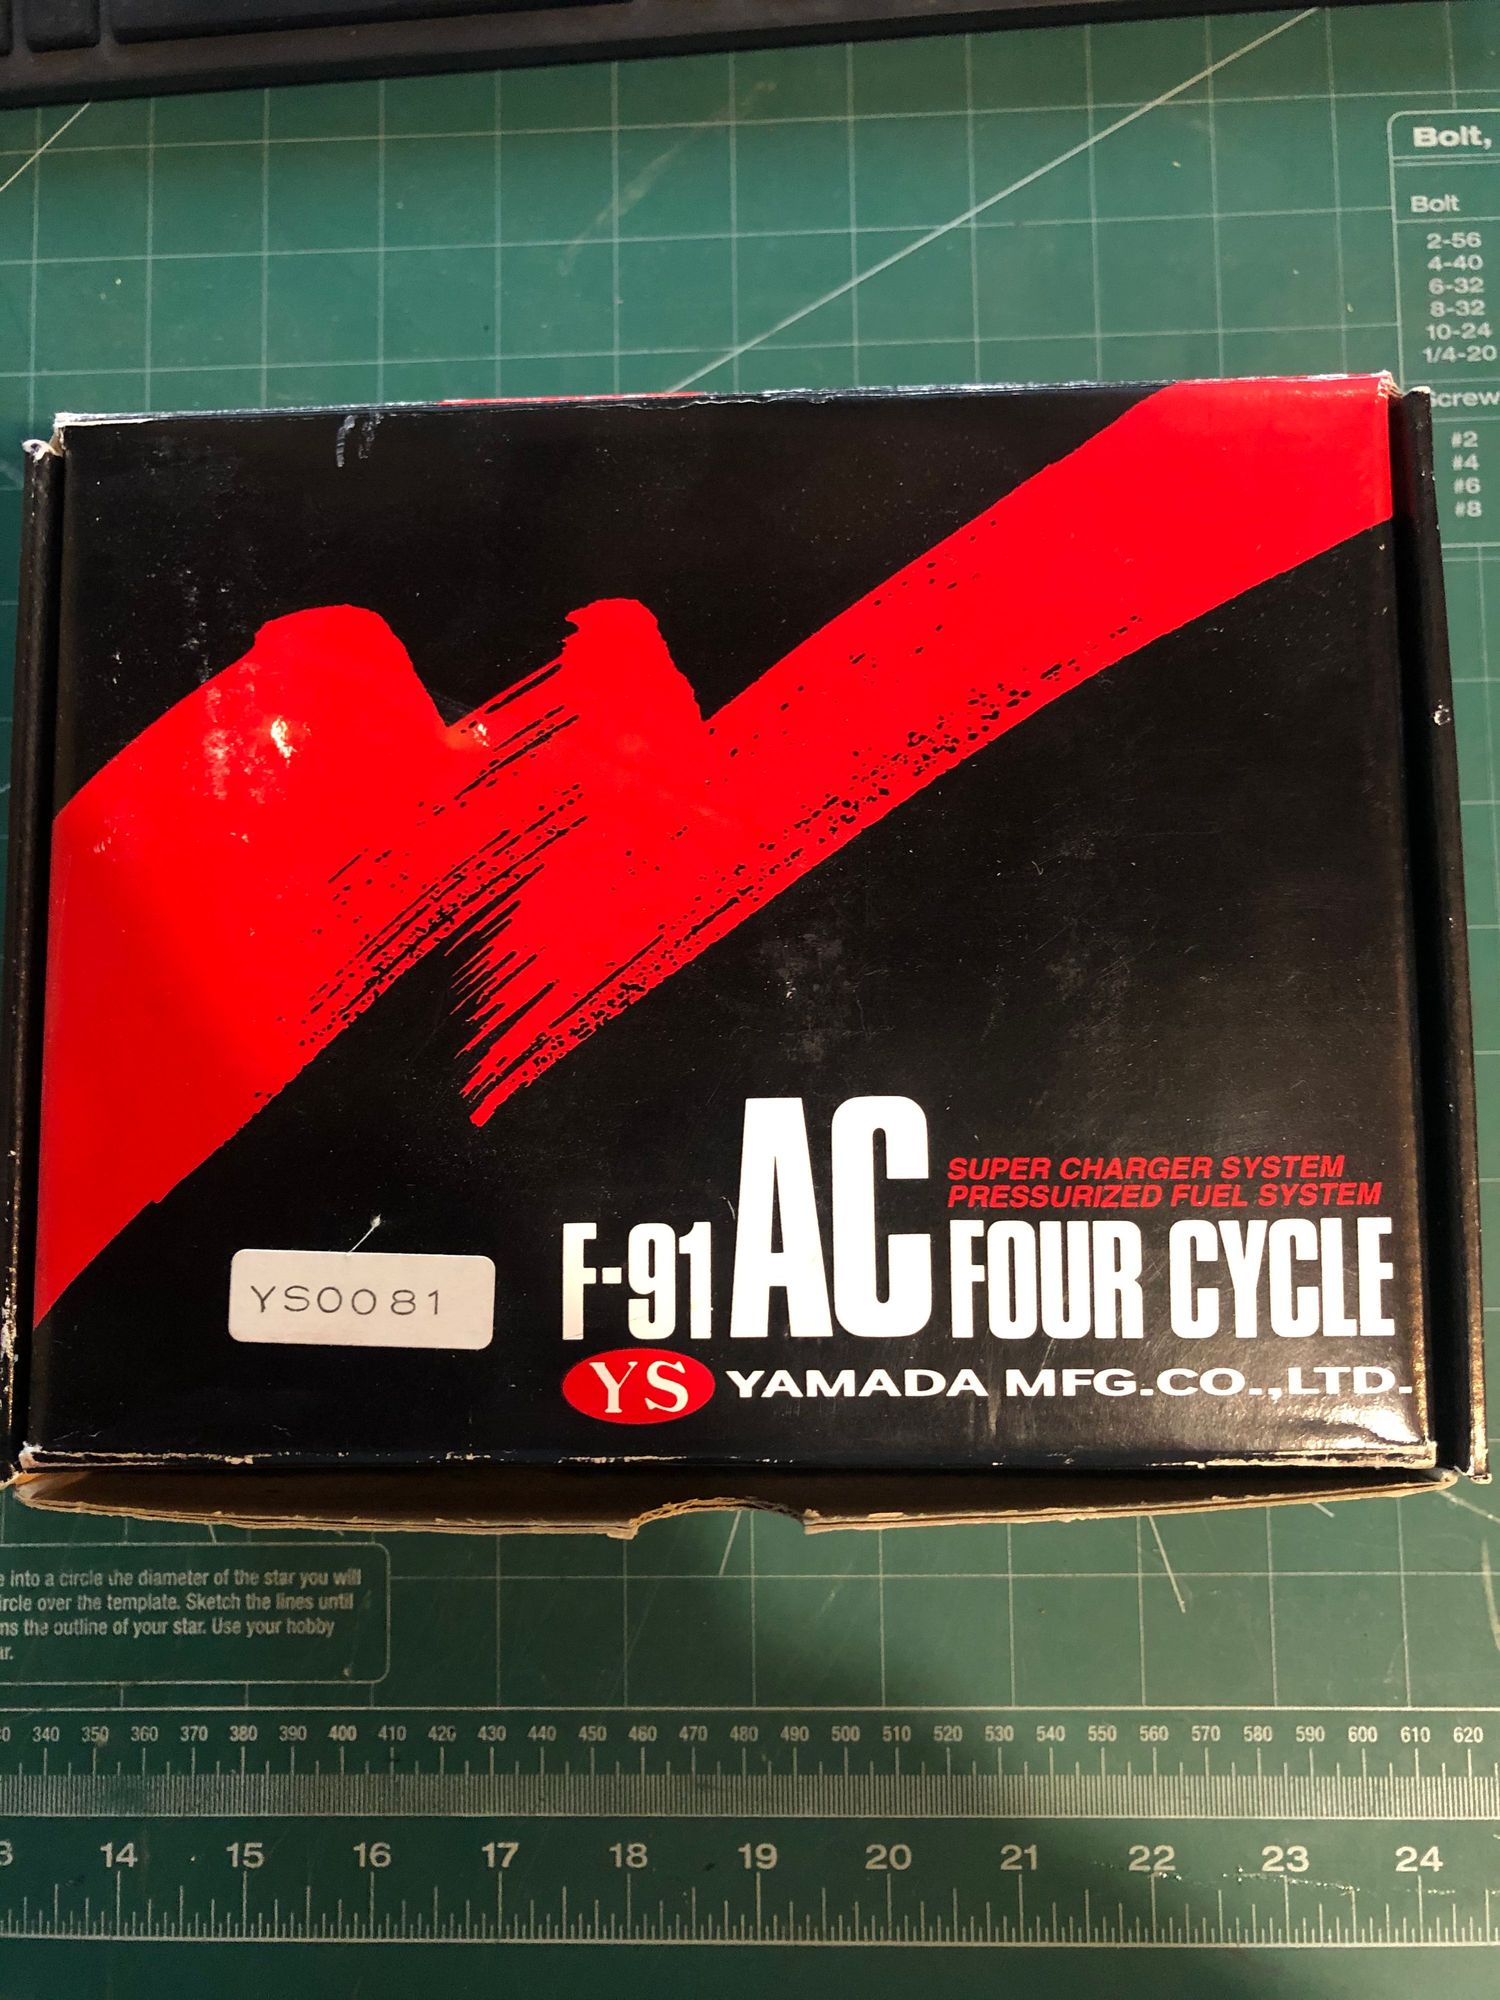 Bolt,
Bolt
2-56
4-40
6-32
8-32
10-24
1/4-20
#2
#4
#6
#8
SUPER CHARGER SYSTEM
PRESSURIZED FUEL SYSTEM
F-91 AC FOUR CYCLE
YS0081
YS YAMADA MFG.CO.,LTD.
into a circle the diameter of the star you will
over the template. Sketch the lines until
the outline of your star. Use your hobby
340 350 360 370 380 390 400 410 420 430 440 450 460 470 480 490 500 510 520 530 540 550 560 570 580 590 600 610 620
14 15 16 17 18 19 20 21 22 23 24